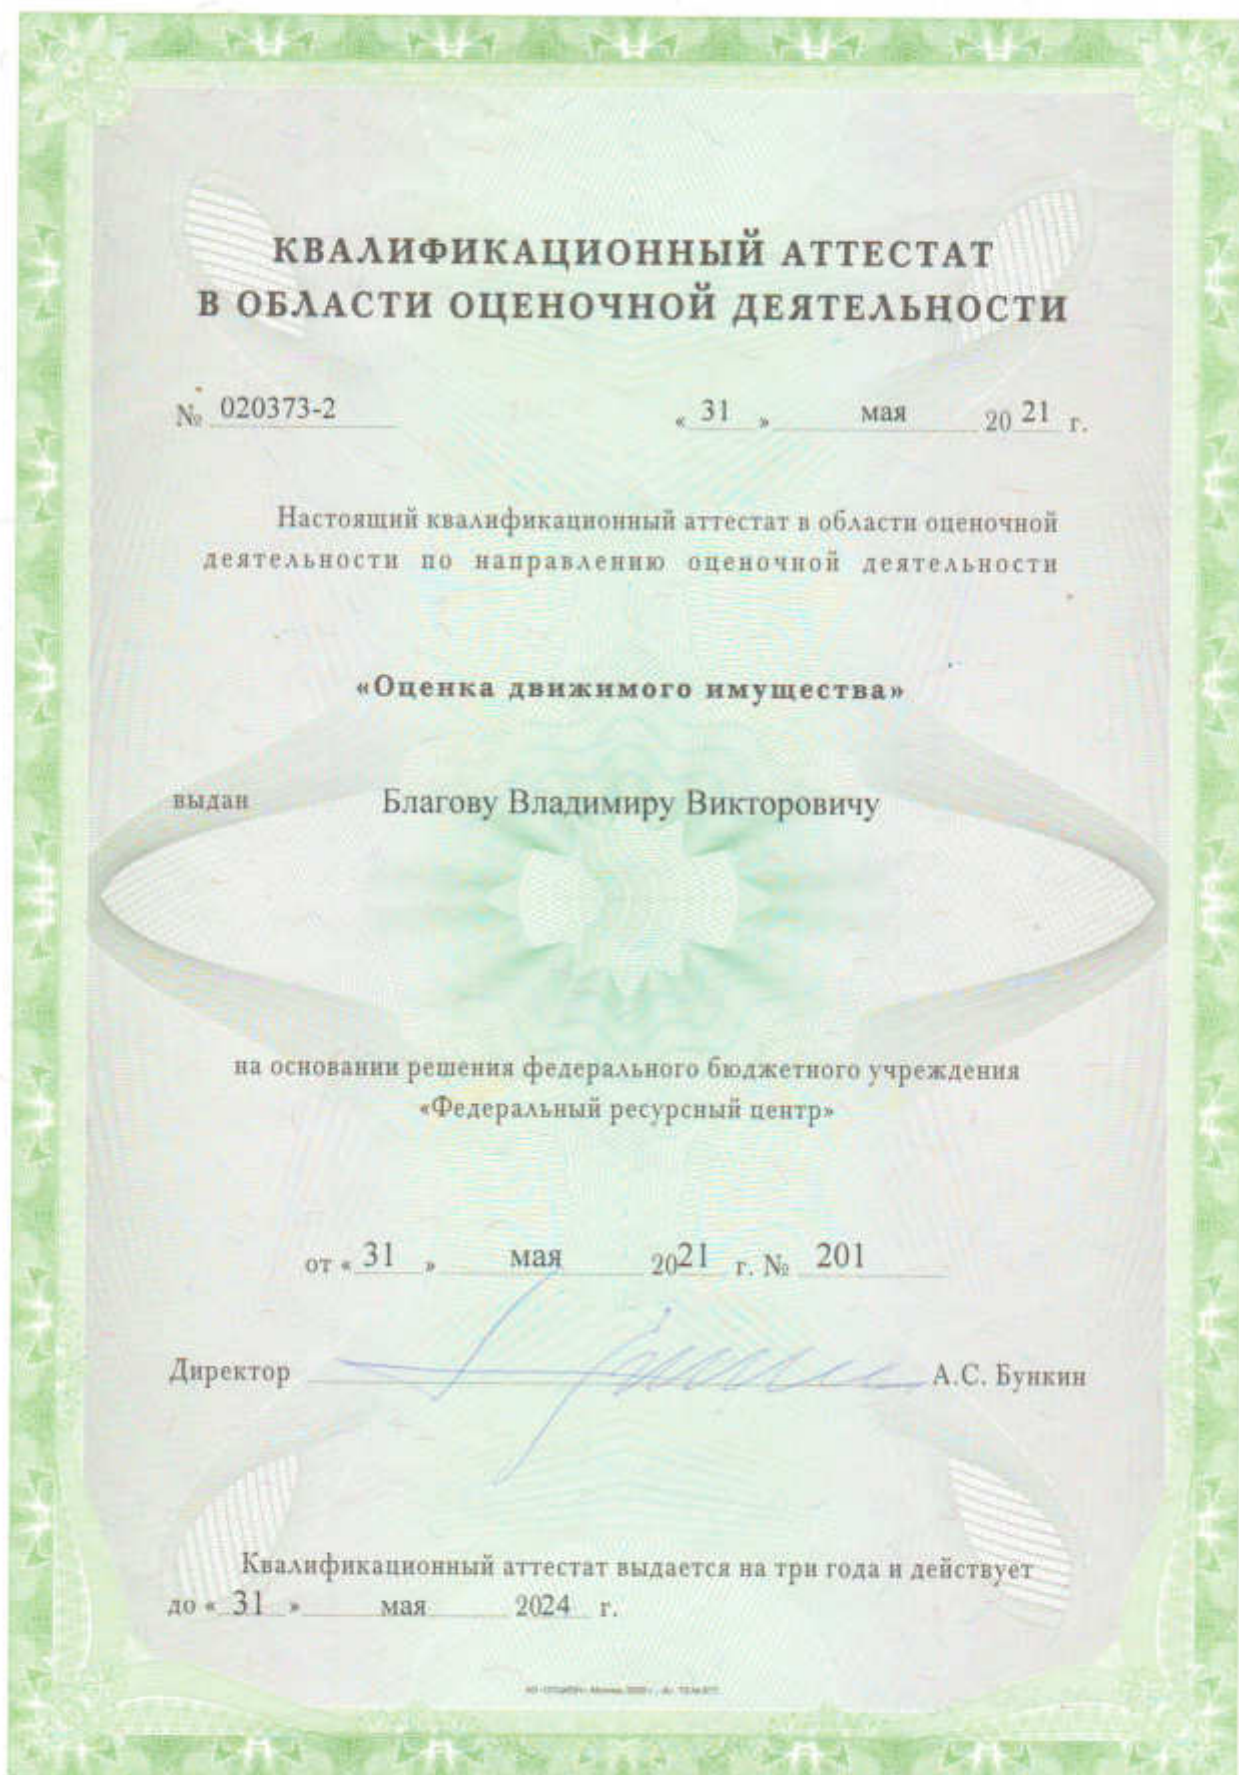 КВАЛИФИКАЦИОННЫЙ АТТЕСТАТ
В ОБЛАСТИ ОЦЕНОЧНОЙ ДЕЯТЕЛЬНОСТИ
№ 020373-2 « 31 » мая 20 21 г.
Настоящий квалификационный аттестат в области оценочной
деятельности по направлению оценочной деятельности
«Оценка движимого имущества»
выдан Благову Владимиру Викторовичу
на основании решения федерального бюджетного учреждения
«Федеральный ресурсный центр»
от « 31 » мая 2021 г. № 201
Директор А.С. Бункин
Квалификационный аттестат выдается на три года и действует
до « 31 » мая 2024 г.